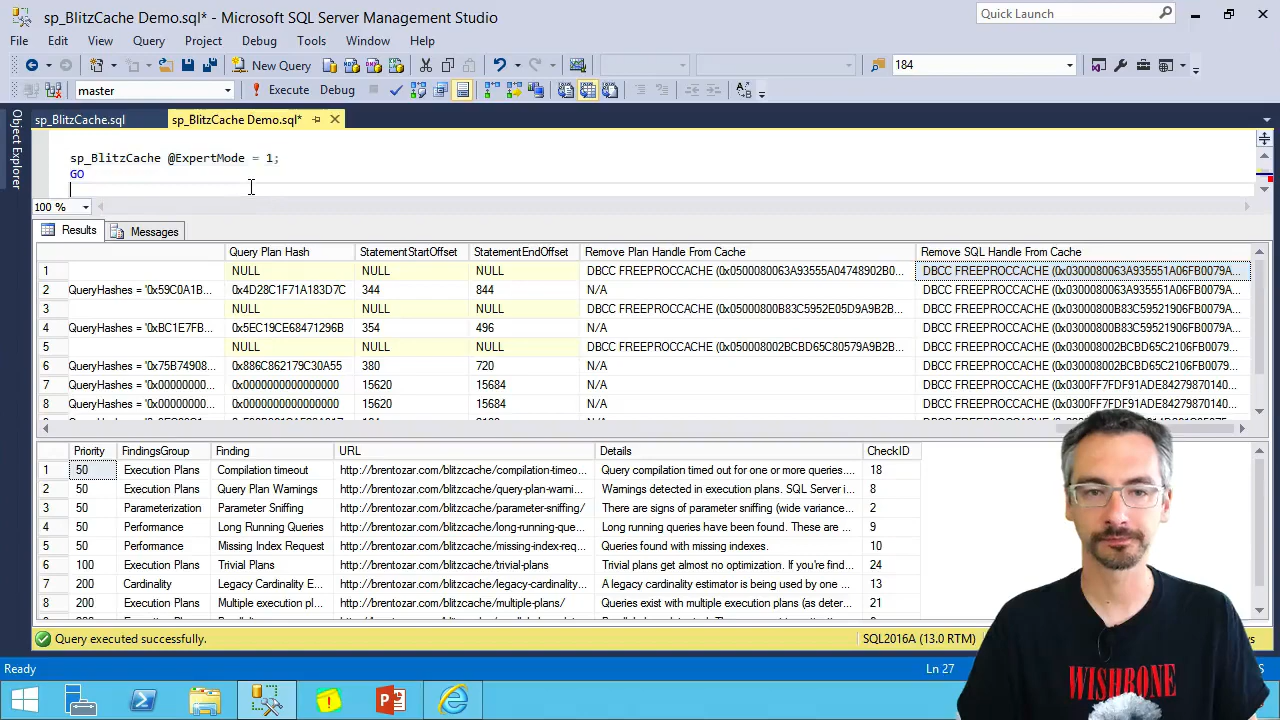 sp_BlitzCache Demo.sql* - Microsoft SQL Server Management Studio
Quick Launch
File Edit View Query Project Debug Tools Window Help
New Query
184
master
Execute Debug
sp_BlitzCache.sql
sp_BlitzCache Demo.sql*
Object Explorer
sp_BlitzCache @ExpertMode = 1;
GO
100 %
Results Messages
Query Plan Hash StatementStartOffset StatementEndOffset Remove Plan Handle From Cache Remove SQL Handle From Cache
1 NULL NULL NULL DBCC FREEPROCCACHE (0x0500080063A93555A04748902B0... DBCC FREEPROCCACHE (0x0300080063A935551A06FB0079A...
2 QueryHashes = '0x59C0A1B... 0x4D28C1F71A183D7C 344 844 N/A DBCC FREEPROCCACHE (0x0300080063A935551A06FB0079A...
3 NULL NULL NULL DBCC FREEPROCCACHE (0x05000800B83C5952E05D9A9B2B... DBCC FREEPROCCACHE (0x03000800B83C59521906FB0079A...
4 QueryHashes = '0xBC1E7FB... 0x5EC19CE68471296B 354 496 N/A DBCC FREEPROCCACHE (0x03000800B83C59521906FB0079A...
5 NULL NULL NULL DBCC FREEPROCCACHE (0x050008002BCBD65C80579A9B2B... DBCC FREEPROCCACHE (0x030008002BCBD65C2106FB0079A...
6 QueryHashes = '0x75B74908... 0x886C862179C30A55 380 720 N/A DBCC FREEPROCCACHE (0x030008002BCBD65C2106FB0079A...
7 QueryHashes = '0x00000000... 0x0000000000000000 15620 15684 N/A DBCC FREEPROCCACHE (0x0300FF7FDF91ADE84279870140...
8 QueryHashes = '0x00000000... 0x0000000000000000 15620 15684 N/A DBCC FREEPROCCACHE (0x0300FF7FDF91ADE84279870140...
Priority FindingsGroup Finding URL Details CheckID
1 50 Execution Plans Compilation timeout http://brentozar.com/blitzcache/compilation-timeo... Query compilation timed out for one or more queries.... 18
2 50 Execution Plans Query Plan Warnings http://brentozar.com/blitzcache/query-plan-warni... Warnings detected in execution plans. SQL Server i... 8
3 50 Parameterization Parameter Sniffing http://brentozar.com/blitzcache/parameter-sniffing/ There are signs of parameter sniffing (wide variance... 2
4 50 Performance Long Running Queries http://brentozar.com/blitzcache/long-running-que... Long running queries have been found. These are ... 9
5 50 Performance Missing Index Request http://brentozar.com/blitzcache/missing-index-req... Queries found with missing indexes. 10
6 100 Execution Plans Trivial Plans http://brentozar.com/blitzcache/trivial-plans Trivial plans get almost no optimization. If you're find... 24
7 200 Cardinality Legacy Cardinality E... http://brentozar.com/blitzcache/legacy-cardinality... A legacy cardinality estimator is being used by one ... 13
8 200 Execution Plans Multiple execution pl... http://brentozar.com/blitzcache/multiple-plans/ Queries exist with multiple execution plans (as deter... 21
Query executed successfully.
SQL2016A (13.0 RTM)
Ready
Ln 27
WISHBONE